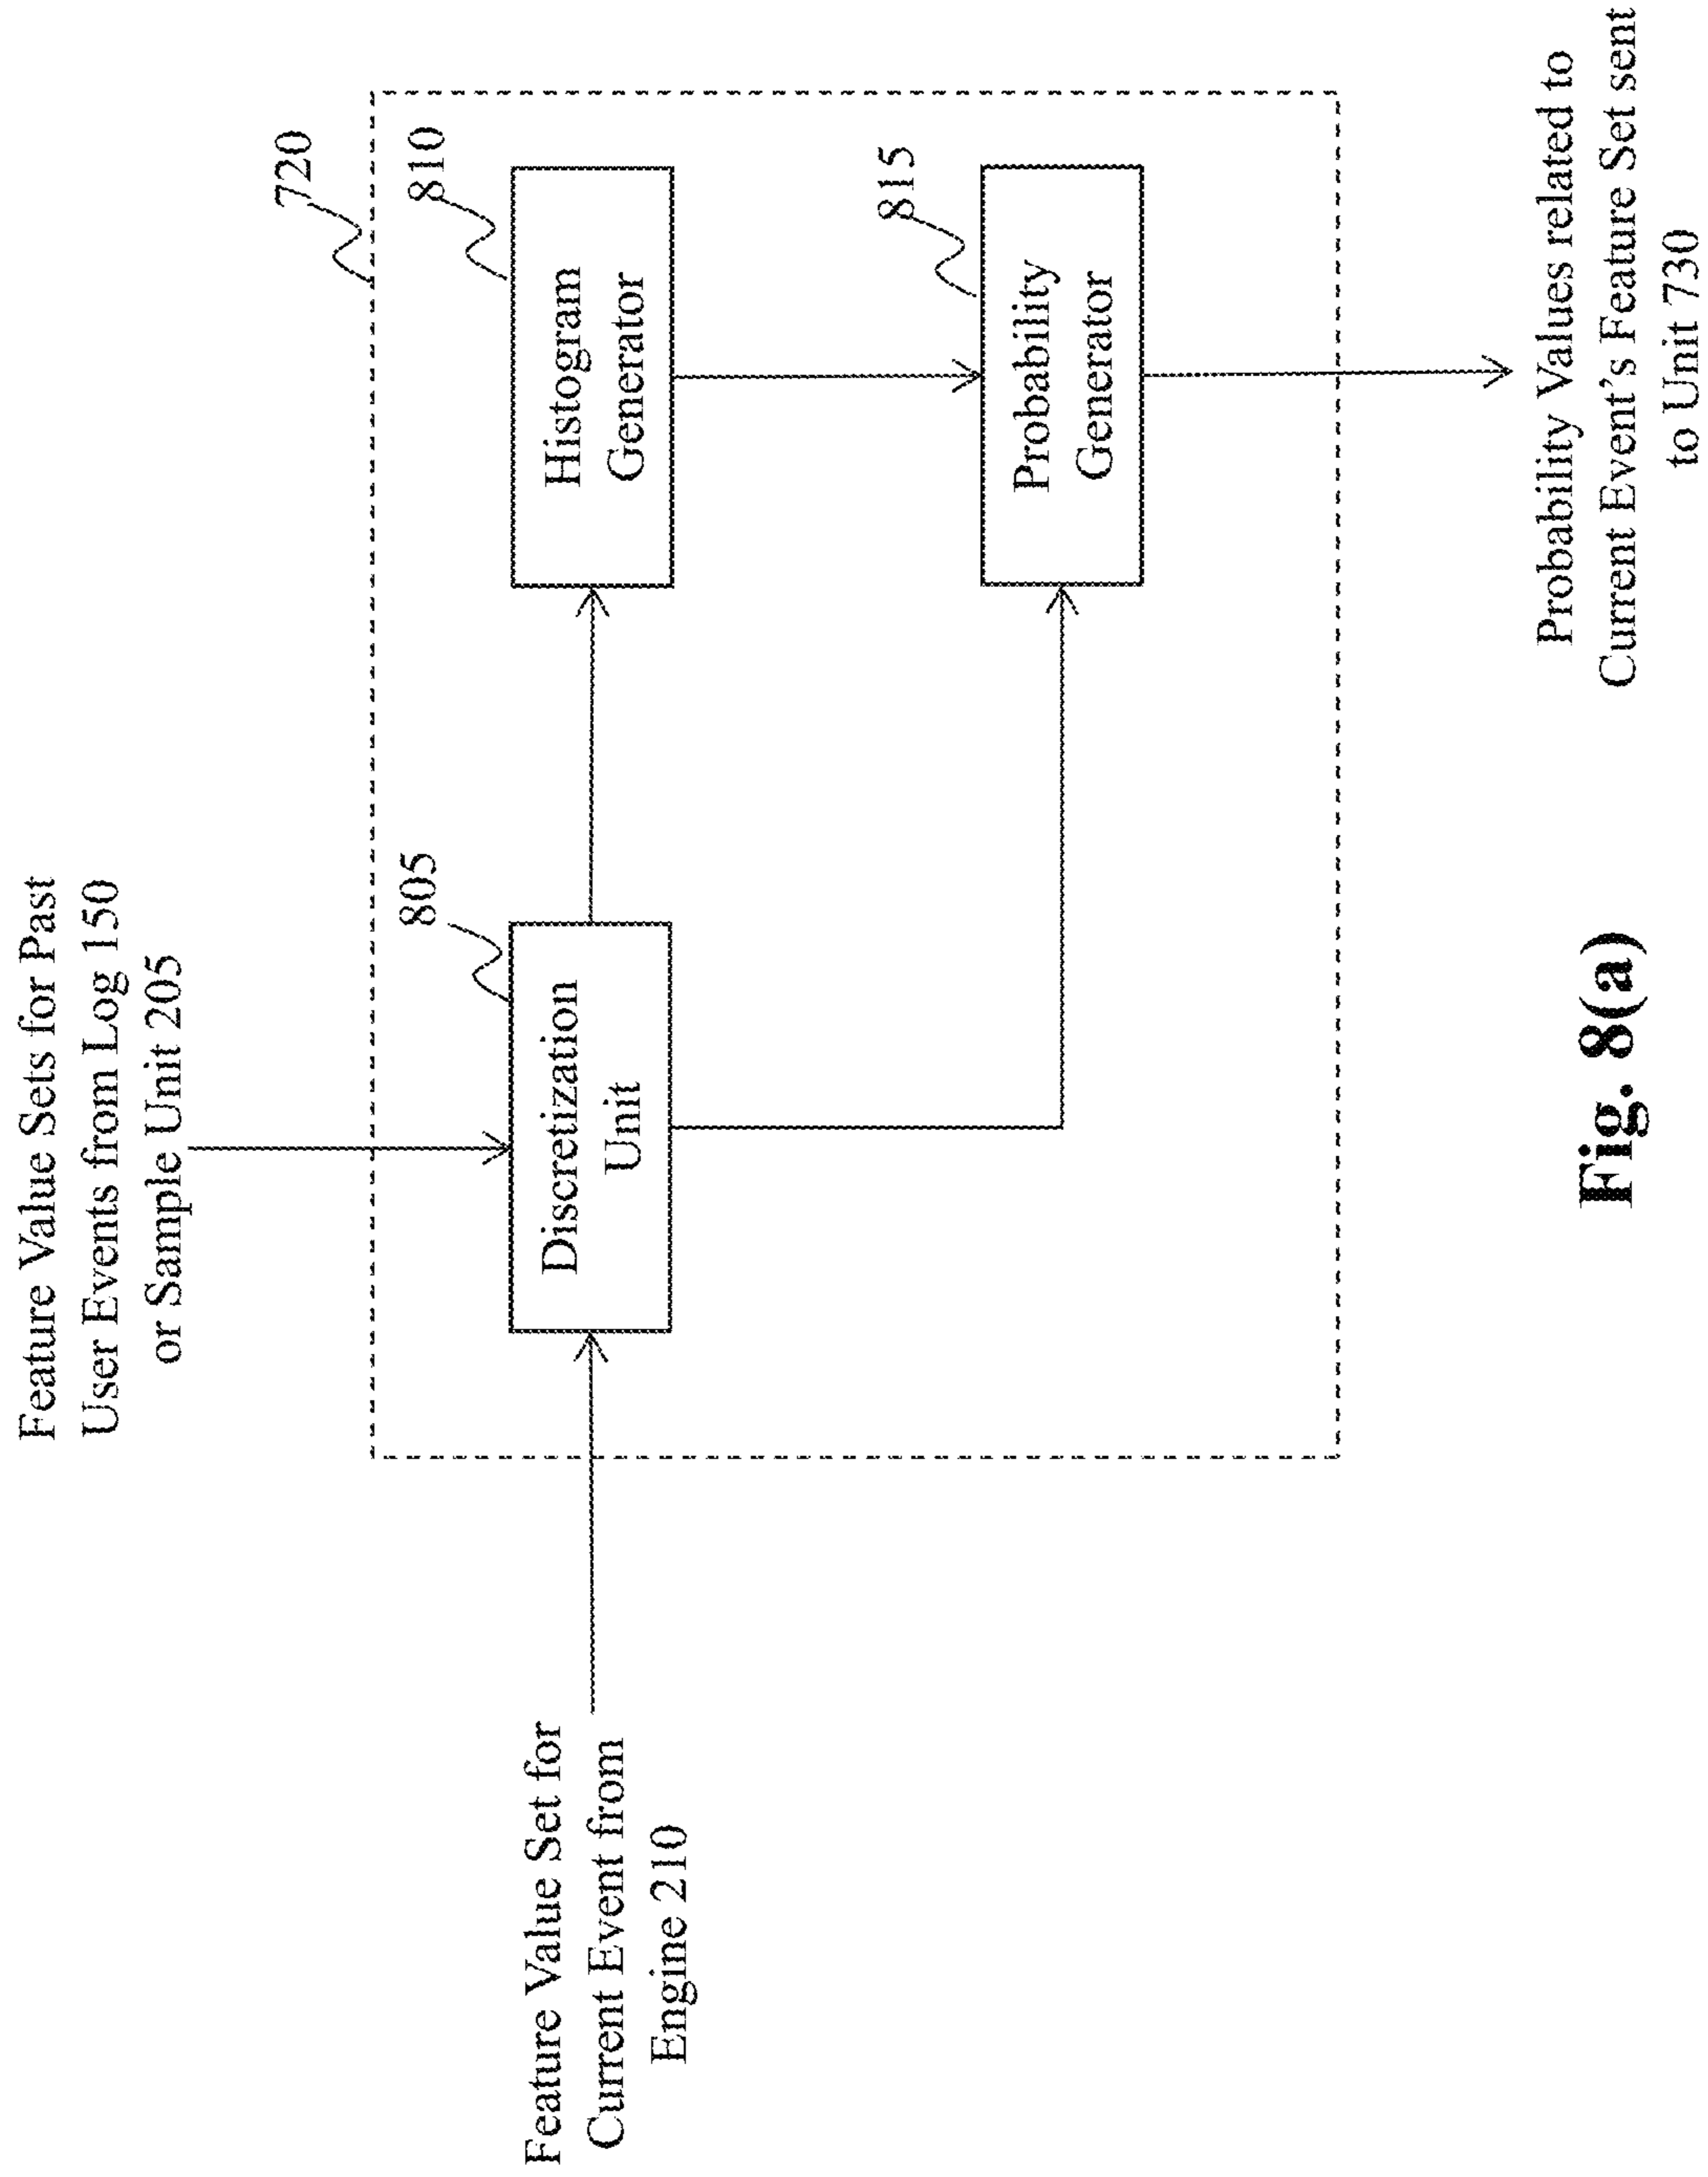 Feature Value Sets for Past
User Events from Log 150
or Sample Unit 205
720
805
810
Feature Value Set for
Current Event from
Engine 210
Discretization
Unit
Histogram
Generator
815
Probability
Generator
Probability Values related to
Current Event's Feature Set sent
to Unit 730
Fig. 8(a)